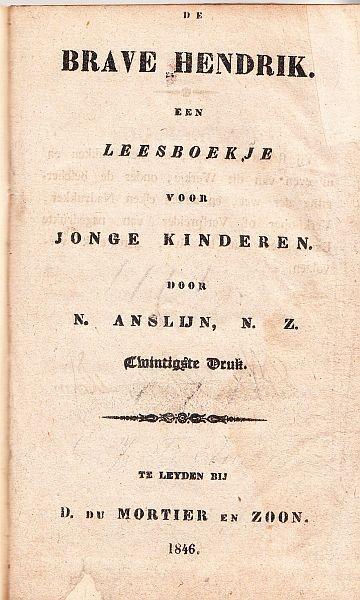 DE
BRAVE HENDRIK.
EEN
LEESBOEKJE
VOOR
JONGE KINDEREN.
DOOR
N. ANSLIJN, N. Z.
Twintigste Druk.
TE LEYDEN BIJ
D. DU MORTIER EN ZOON.
1846.